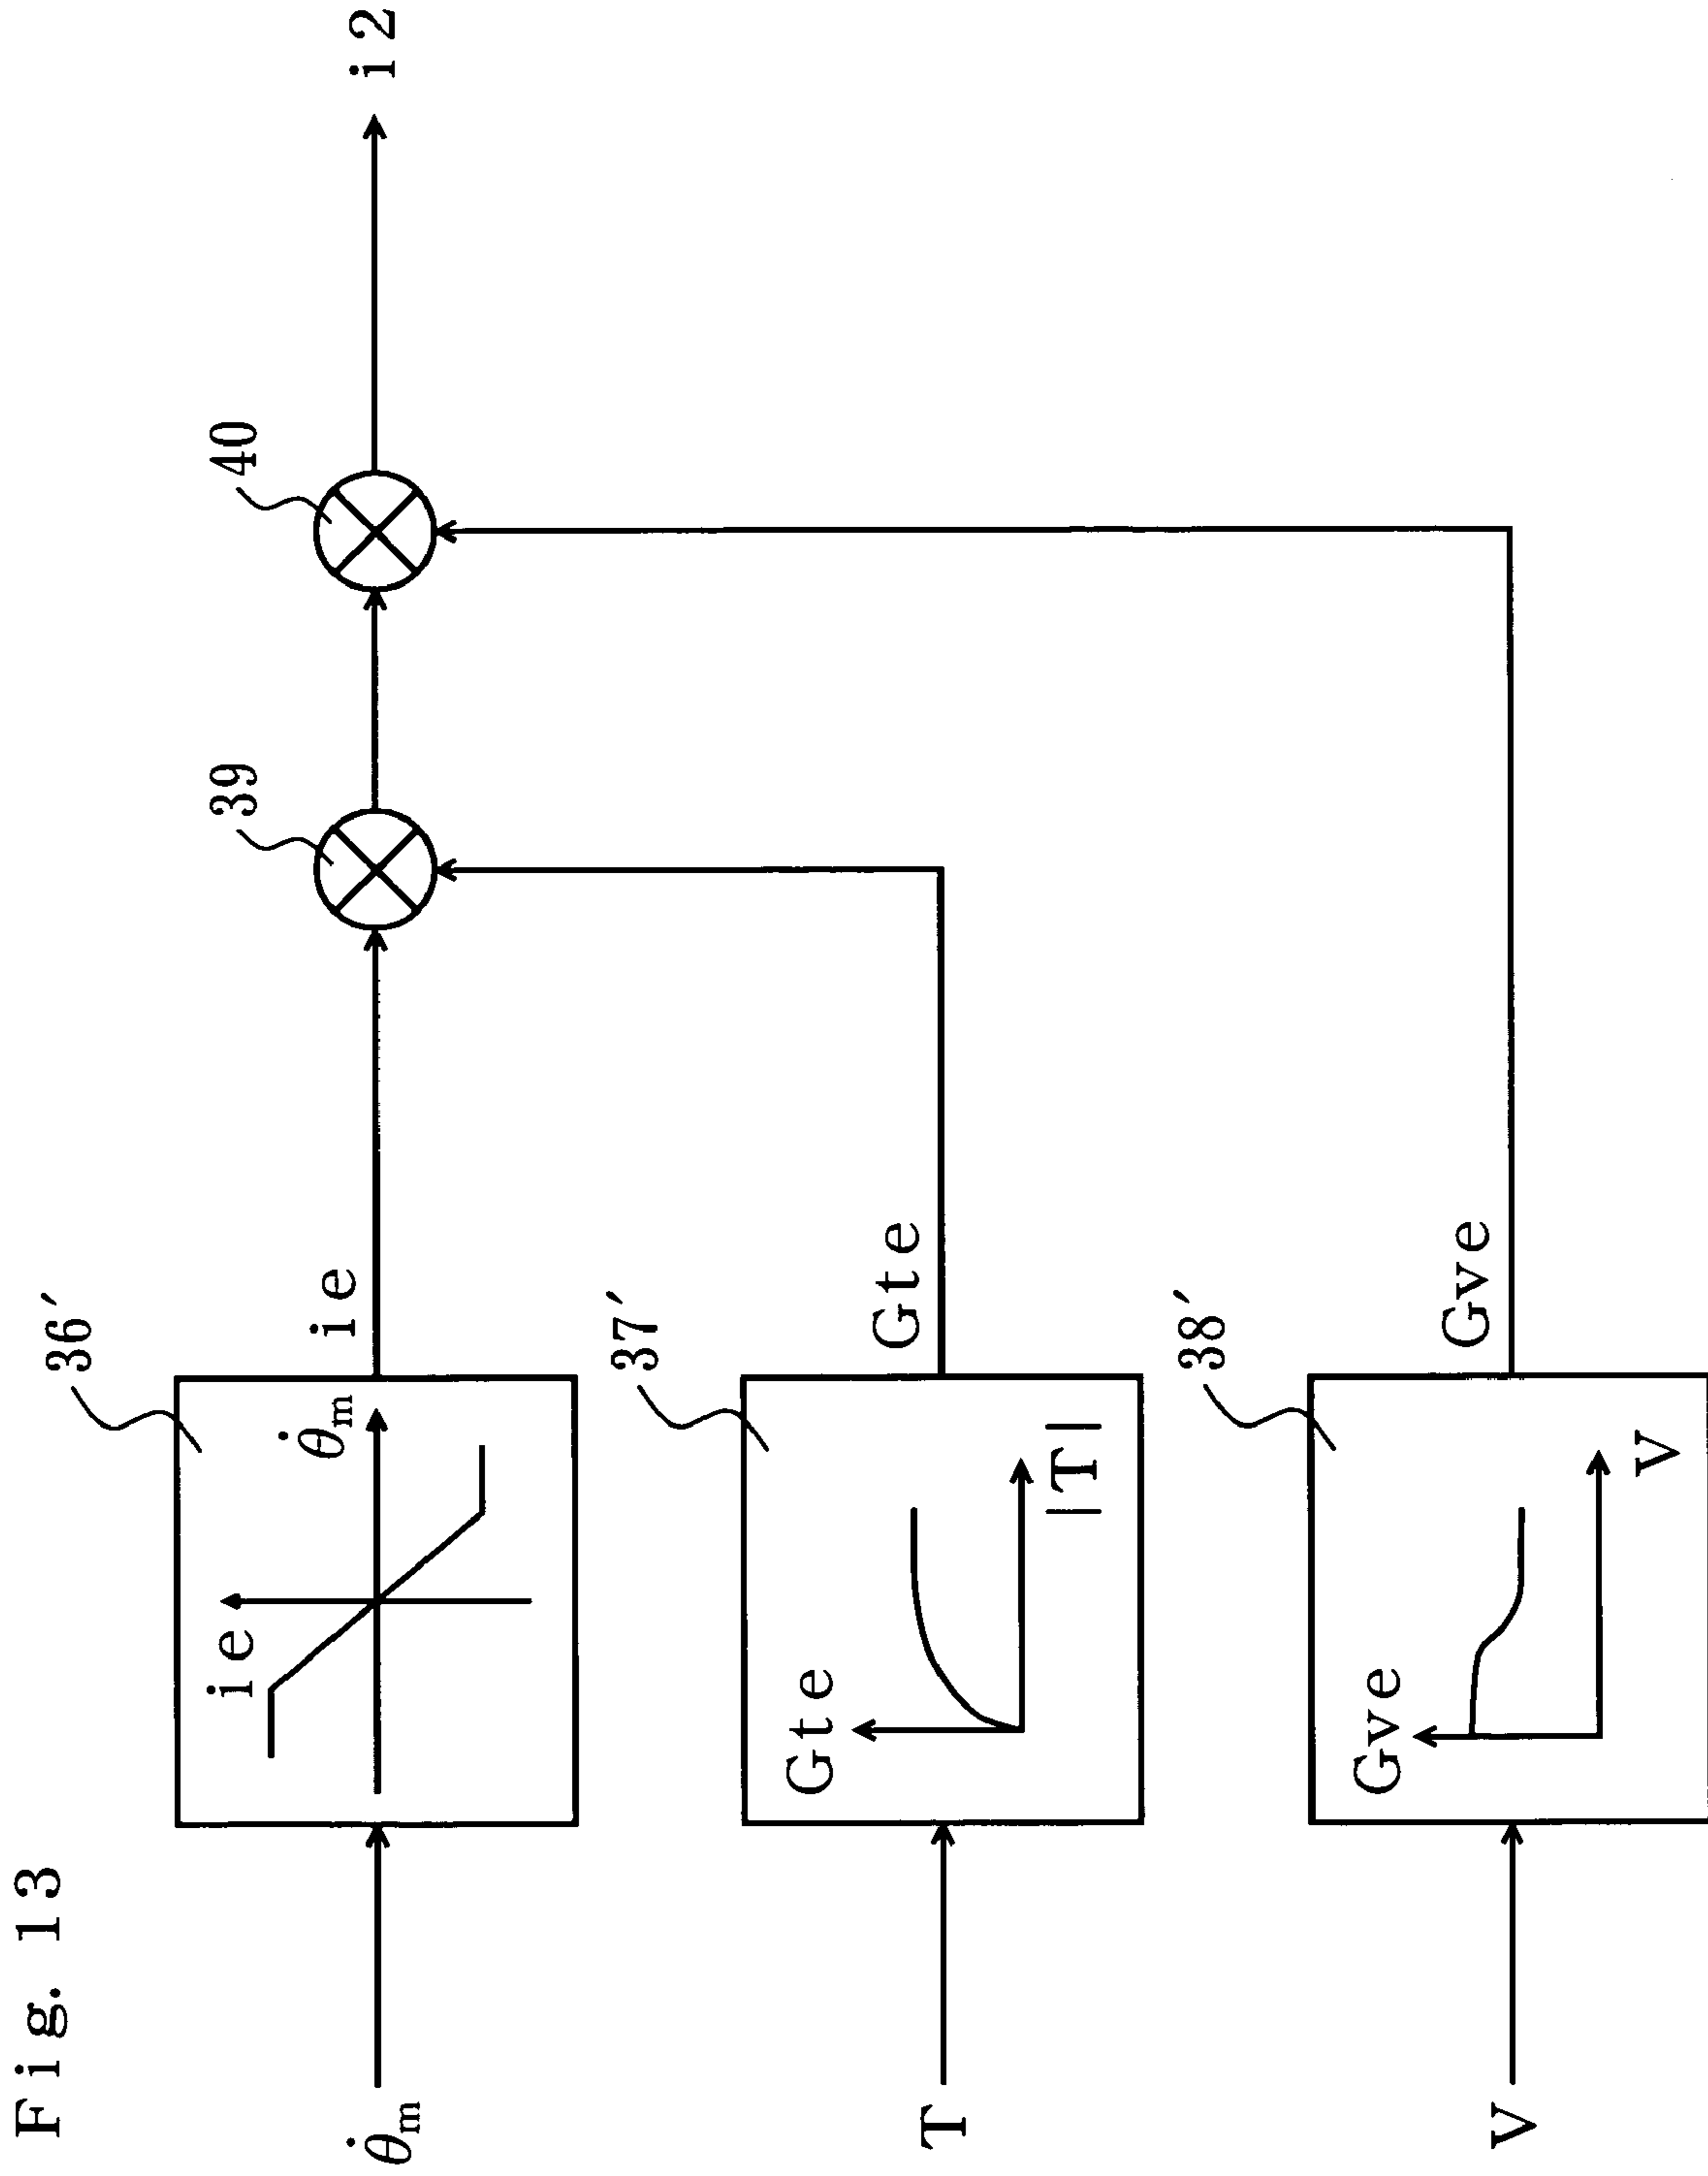 Fig. 13
36′
39
40
ie
θ̇m
ie
θ̇m
i2
37′
Gte
|T|
Gte
T
38′
Gve
V
Gve
V